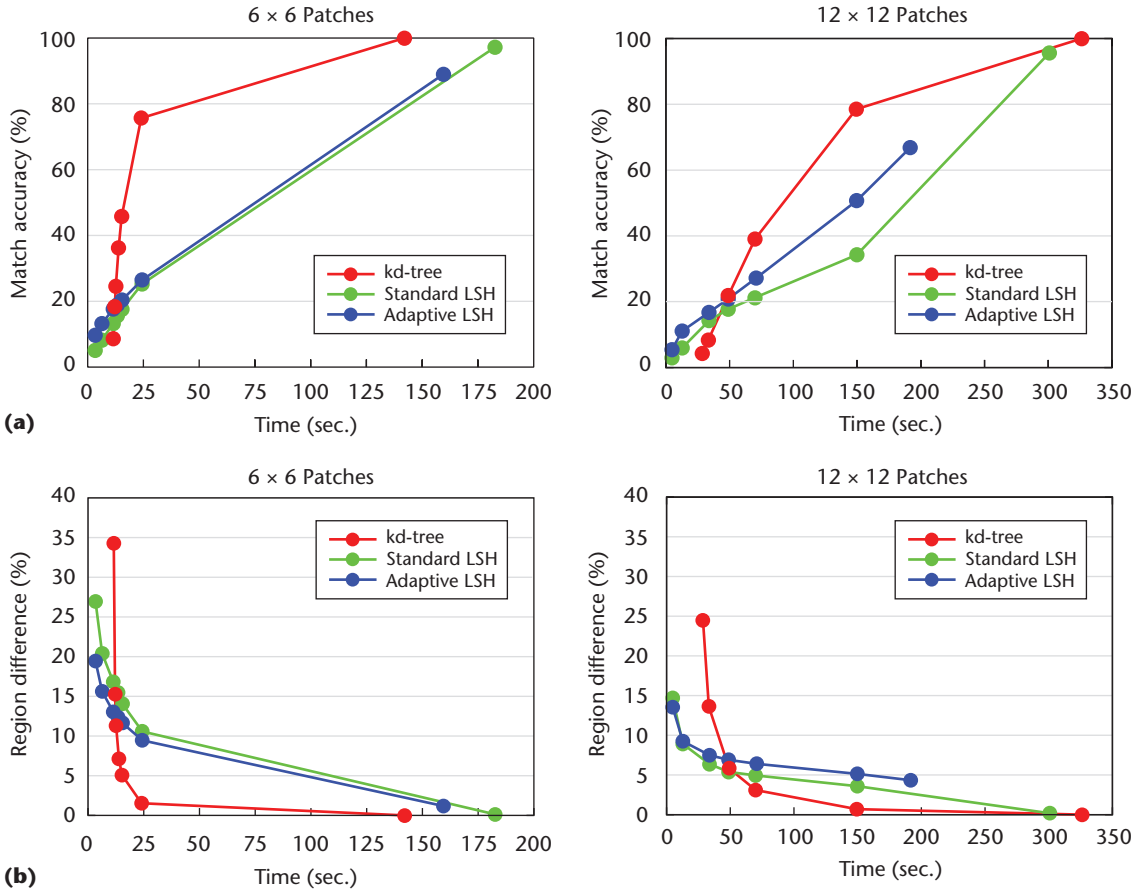 6 × 6 Patches
Match accuracy (%)
100
80
60
40
20
0
kd-tree
Standard LSH
Adaptive LSH
0 25 50 75 100 125 150 175 200
Time (sec.)
12 × 12 Patches
Match accuracy (%)
100
80
60
40
20
0
kd-tree
Standard LSH
Adaptive LSH
0 50 100 150 200 250 300 350
Time (sec.)
(a)
6 × 6 Patches
Region difference (%)
40
35
30
25
20
15
10
5
0
kd-tree
Standard LSH
Adaptive LSH
0 25 50 75 100 125 150 175 200
Time (sec.)
12 × 12 Patches
Region difference (%)
40
35
30
25
20
15
10
5
0
kd-tree
Standard LSH
Adaptive LSH
0 50 100 150 200 250 300 350
Time (sec.)
(b)